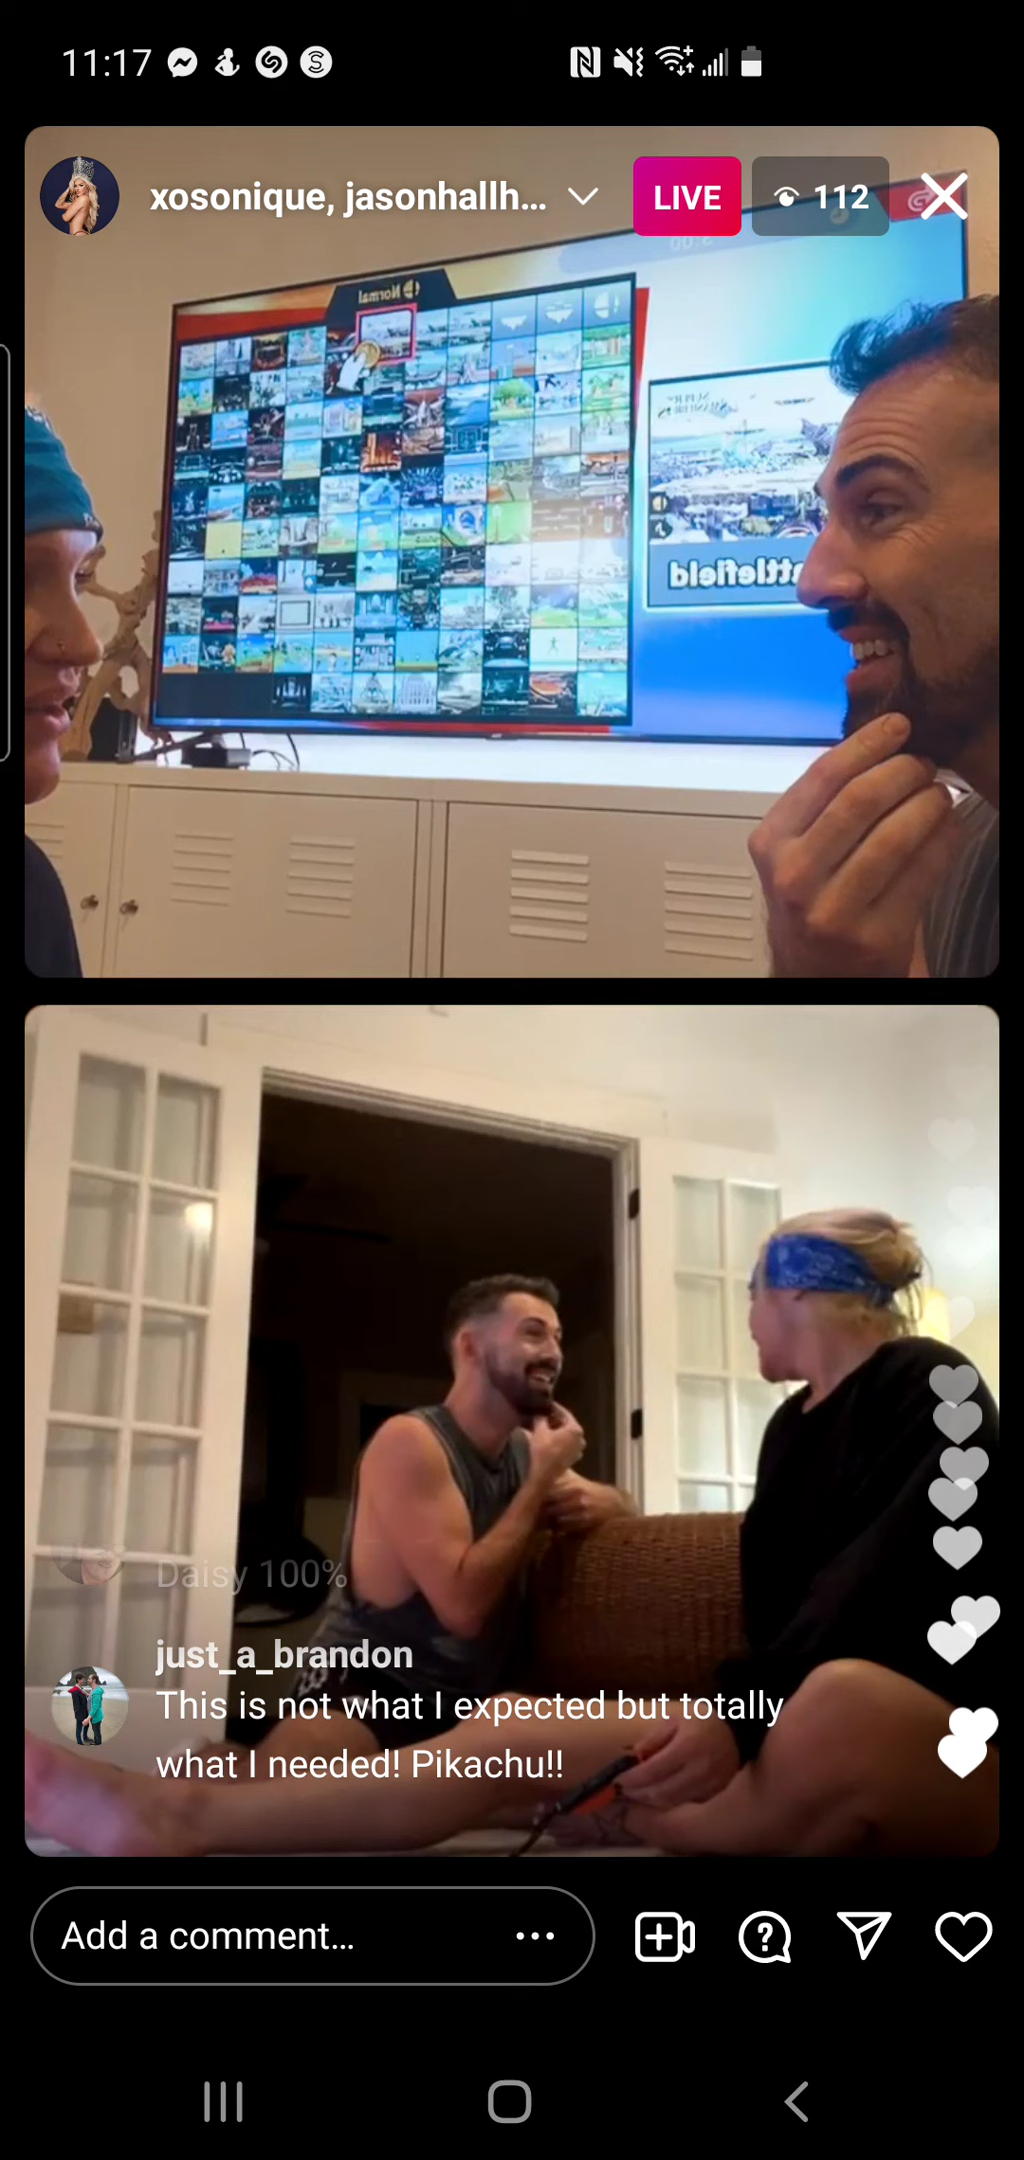 11:17
xosonique, jasonhallh...
LIVE
112
Normal
attlefield
Daisy 100%
just_a_brandon
This is not what I expected but totally
what I needed! Pikachu!!
Add a comment...